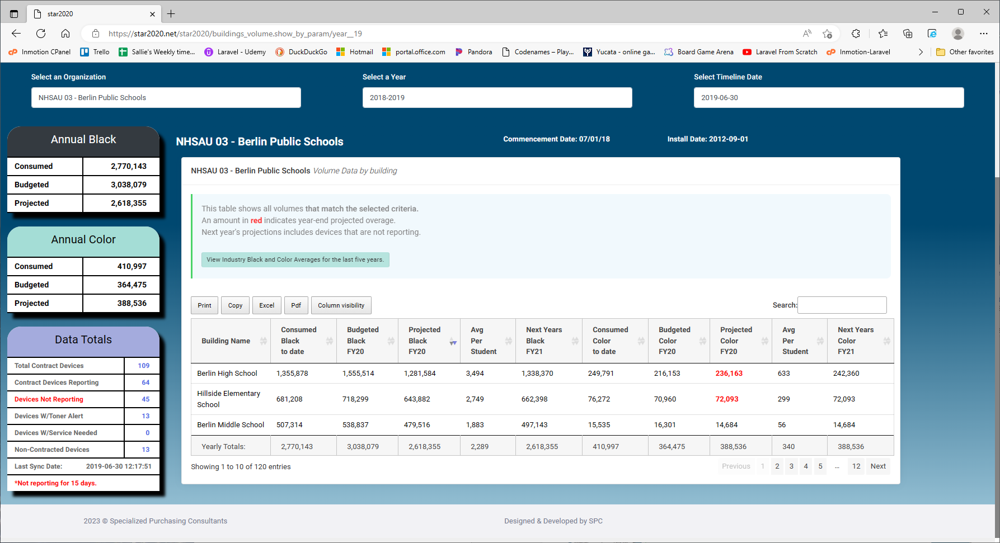 star2020
https://star2020.net/star2020/buildings_volume.show_by_param/year__19
Inmotion CPanel Trello Sallie's Weekly time... Laravel - Udemy DuckDuckGo Hotmail portal.office.com Pandora Codenames – Play... Yucata - online ga... Board Game Arena Laravel From Scratch Inmotion-Laravel Other favorites
Select an Organization Select a Year Select Timeline Date
NHSAU 03 - Berlin Public Schools 2018-2019 2019-06-30
Annual Black
Consumed 2,770,143
Budgeted 3,038,079
Projected 2,618,355
Annual Color
Consumed 410,997
Budgeted 364,475
Projected 388,536
Data Totals
Total Contract Devices 109
Contract Devices Reporting 64
Devices Not Reporting 45
Devices W/Toner Alert 13
Devices W/Service Needed 0
Non-Contracted Devices 13
Last Sync Date: 2019-06-30 12:17:51
*Not reporting for 15 days.
NHSAU 03 - Berlin Public Schools Commencement Date: 07/01/18 Install Date: 2012-09-01
NHSAU 03 - Berlin Public Schools Volume Data by building
This table shows all volumes that match the selected criteria.
An amount in red indicates year-end projected overage.
Next year's projections includes devices that are not reporting.
View Industry Black and Color Averages for the last five years.
Print Copy Excel Pdf Column visibility Search:
Building Name Consumed Black to date Budgeted Black FY20 Projected Black FY20 Avg Per Student Next Years Black FY21 Consumed Color to date Budgeted Color FY20 Projected Color FY20 Avg Per Student Next Years Color FY21
Berlin High School 1,355,878 1,555,514 1,281,584 3,494 1,338,370 249,791 216,153 236,163 633 242,360
Hillside Elementary School 681,208 718,299 643,882 2,749 662,398 76,272 70,960 72,093 299 72,093
Berlin Middle School 507,314 538,837 479,516 1,883 497,143 15,535 16,301 14,684 56 14,684
Yearly Totals: 2,770,143 3,038,079 2,618,355 2,289 2,618,355 410,997 364,475 388,536 340 388,536
Showing 1 to 10 of 120 entries Previous 1 2 3 4 5 ... 12 Next
2023 © Specialized Purchasing Consultants Designed & Developed by SPC